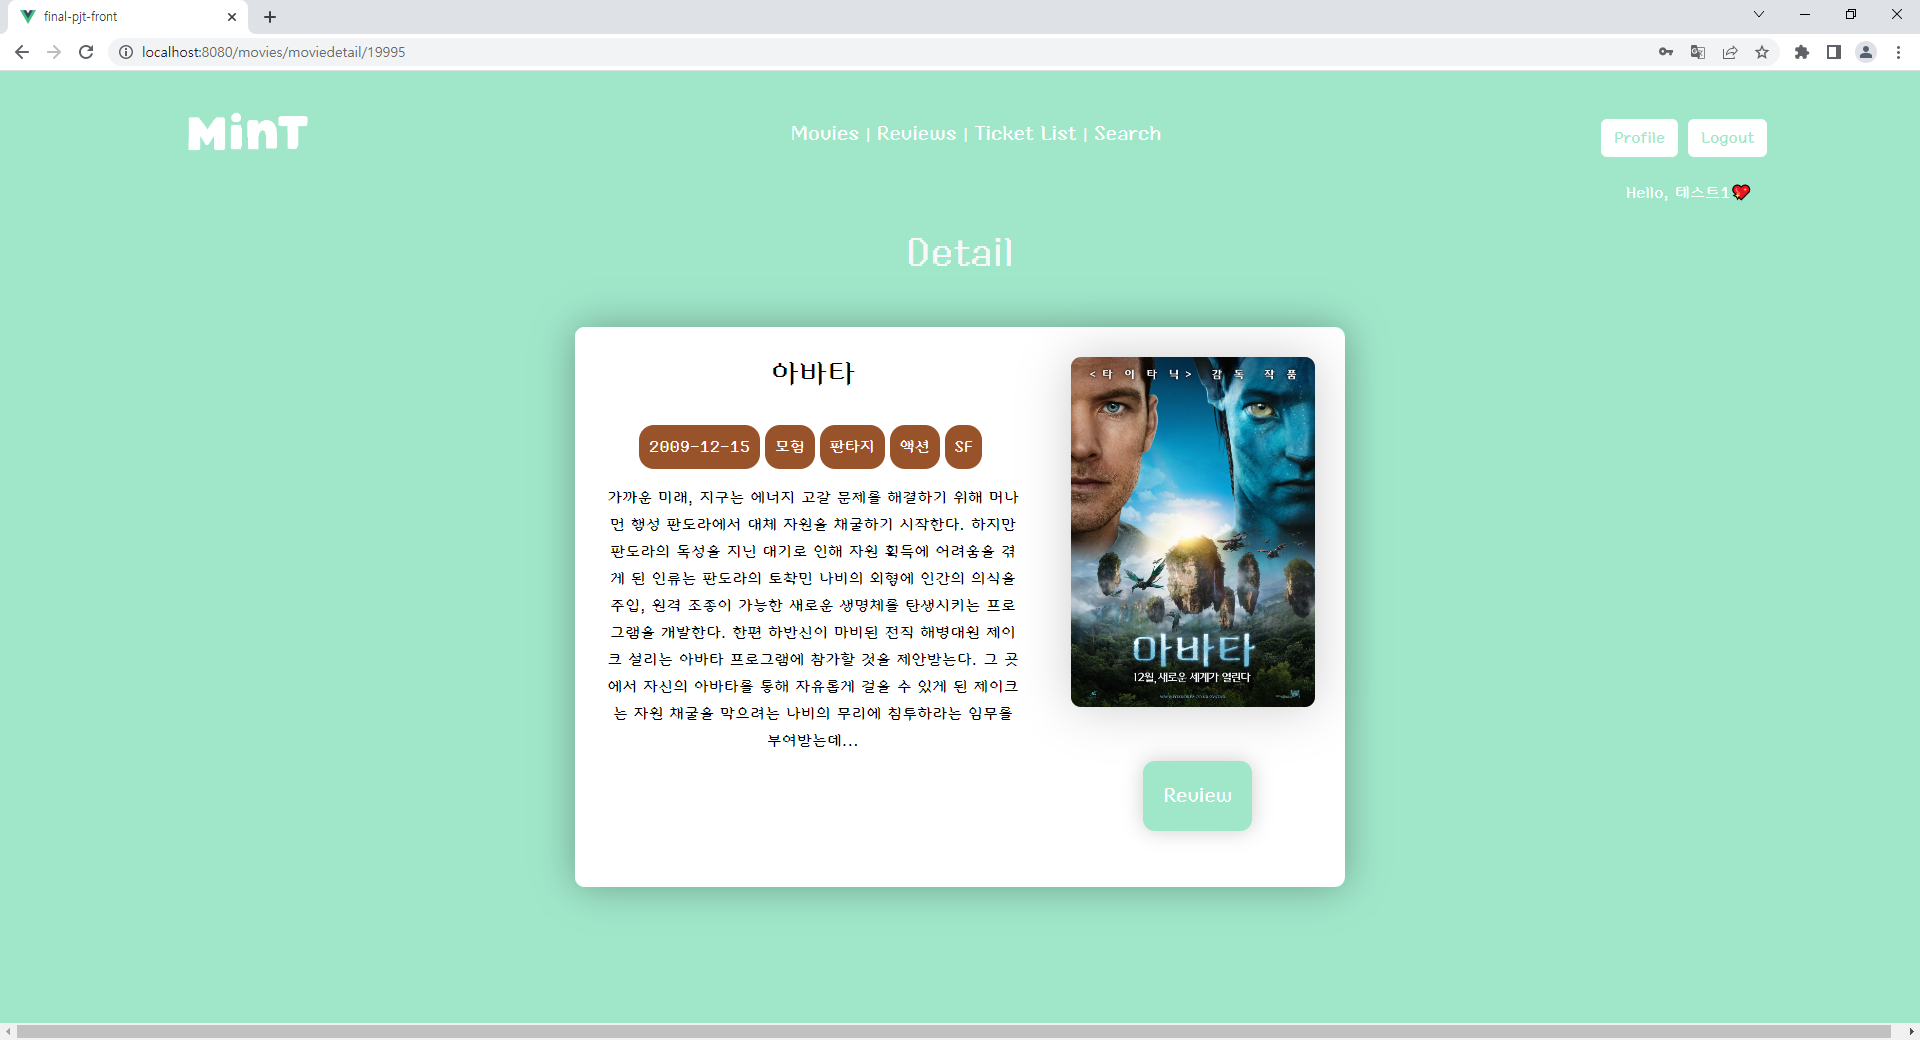 final-pjt-front
localhost:8080/movies/moviedetail/19995
MinT
Movies | Reviews | Ticket List | Search
Profile
Logout
Hello, 테스트1
Detail
아바타
2009-12-15 모험 판타지 액션 SF
가까운 미래, 지구는 에너지 고갈 문제를 해결하기 위해 머나
먼 행성 판도라에서 대체 자원을 채굴하기 시작한다. 하지만
판도라의 독성을 지닌 대기로 인해 자원 획득에 어려움을 겪
게 된 인류는 판도라의 토착민 나비의 외형에 인간의 의식을
주입, 원격 조종이 가능한 새로운 생명체를 탄생시키는 프로
그램을 개발한다. 한편 하반신이 마비된 전직 해병대원 제이
크 설리는 아바타 프로그램에 참가할 것을 제안받는다. 그 곳
에서 자신의 아바타를 통해 자유롭게 걸을 수 있게 된 제이크
는 자원 채굴을 막으려는 나비의 무리에 침투하라는 임무를
부여받는데...
<타이타닉> 감독 작품
아바타
12월, 새로운 세계가 열린다
Review